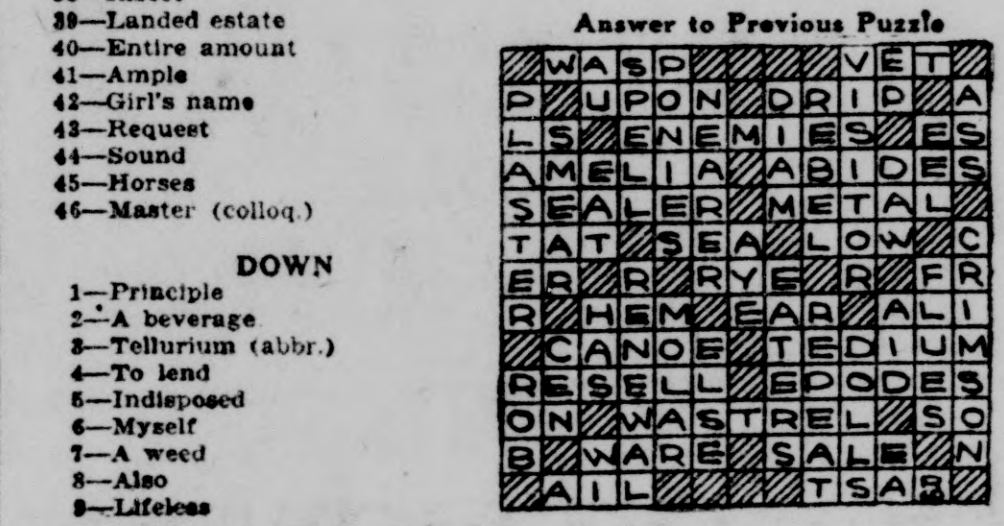 39—Landed estate
40—Entire amount
41—Ample
42—Girl's name
43—Request
44—Sound
45—Horses
46—Master (colloq.)
DOWN
1—Principle
2—A beverage
3—Tellurium (abbr.)
4—To lend
5—Indisposed
6—Myself
7—A weed
8—Also
9—Lifeless
Answer to Previous Puzzle
WASP VET
P UPON DRIP A
LS ENEMIES ES
AMELIA ABIDES
SEALER METAL
TAT SEA LOW C
ER R RYE R FR
R HEM EAR ALI
CANOE TEDIUM
RESELL EPODES
ON WASTREL SO
B WARE SALE N
AIL TSAR